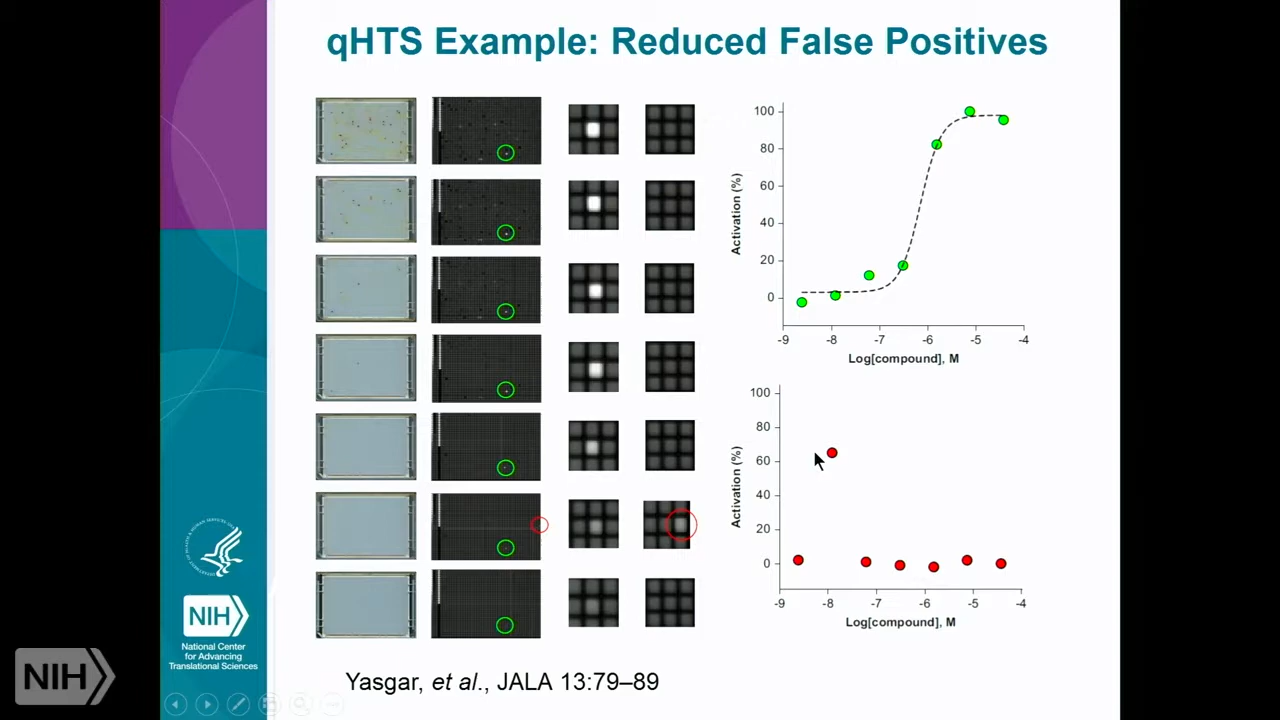 qHTS Example: Reduced False Positives
100
80
60
40
20
0
Activation (%)
-9 -8 -7 -6 -5 -4
Log[compound], M
100
80
60
40
20
0
Activation (%)
-9 -8 -7 -6 -5 -4
Log[compound], M
NIH
National Center
for Advancing
Translational Sciences
NIH
Yasgar, et al., JALA 13:79–89